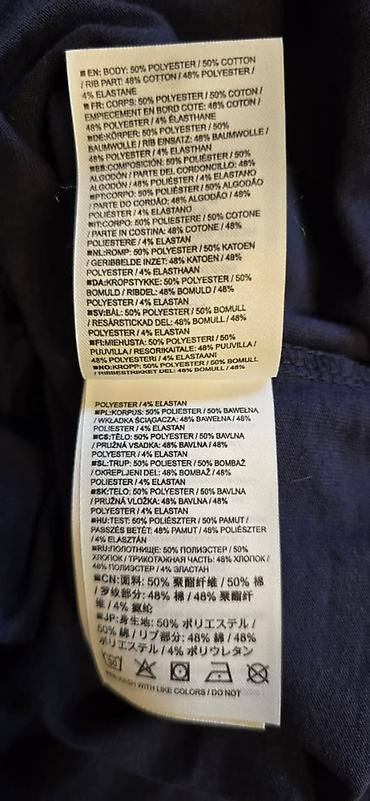 ■EN: BODY: 50% POLYESTER / 50% COTTON
/ RIB PART: 48% COTTON / 48% POLYESTER /
4% ELASTANE
■FR: CORPS: 50% POLYESTER / 50% COTON /
EMPIECEMENT EN BORD COTE: 48% COTON /
48% POLYESTER / 4% ÉLASTHANE
■DE:KÖRPER: 50% POLYESTER / 50%
BAUMWOLLE / RIB EINSATZ: 48% BAUMWOLLE /
48% POLYESTER / 4% ELASTHAN
■ES:COMPOSICIÓN: 50% POLIÉSTER / 50%
ALGODÓN / PARTE DEL CORDONCILLO: 48%
ALGODÓN / 48% POLIÉSTER / 4% ELASTANO
■PT:CORPO: 50% POLIÉSTER / 50% ALGODÃO
/ PARTE DO CORDÃO: 48% ALGODÃO / 48%
POLIÉSTER / 4% ELASTANO
■IT:CORPO: 50% POLIESTERE / 50% COTONE
/ PARTE IN COSTINA: 48% COTONE / 48%
POLIESTERE / 4% ELASTAN
■NL:ROMP: 50% POLYESTER / 50% KATOEN
/ GERIBBELDE INZET: 48% KATOEN / 48%
POLYESTER / 4% ELASTHAAN
■DA:KROPSTYKKE: 50% POLYESTER / 50%
BOMULD / RIBDEL: 48% BOMULD / 48%
POLYESTER / 4% ELASTAN
■SV:BÅL: 50% POLYESTER / 50% BOMULL
/ RESÅRSTICKAD DEL: 48% BOMULL / 48%
POLYESTER / 4% ELASTAN
■FI:MIEHUSTA: 50% POLYESTERI / 50%
PUUVILLA / RESORIKAITALE: 48% PUUVILLA /
48% POLYESTERI / 4% ELASTAANI
■NO:KROPP: 50% POLYESTER / 50% BOMULL
/ RIBBESTRIKKET DEL: 48% BOMULL / 48%
POLYESTER / 4% ELASTAN
■PL:KORPUS: 50% POLIESTER / 50% BAWEŁNA
/ WKŁADKA ŚCIĄGACZA: 48% BAWEŁNA / 48%
POLIESTER / 4% ELASTAN
■CS:TĚLO: 50% POLYESTER / 50% BAVLNA
/ PRUŽNÁ VSADKA: 48% BAVLNA / 48%
POLYESTER / 4% ELASTAN
■SL:TRUP: 50% POLIESTER / 50% BOMBAŽ
/ OKREPLJENI DEL: 48% BOMBAŽ / 48%
POLIESTER / 4% ELASTAN
■SK:TELO: 50% POLYESTER / 50% BAVLNA
/ PRUŽNÁ VLOŽKA: 48% BAVLNA / 48%
POLYESTER / 4% ELASTAN
■HU:TEST: 50% POLIÉSZTER / 50% PAMUT /
PASSZÉS BETÉT: 48% PAMUT / 48% POLIÉSZTER
/ 4% ELASZTÁN
■RU:ПОЛОТНИЩЕ: 50% ПОЛИЭСТЕР / 50%
ХЛОПОК / ТРИКОТАЖНАЯ ЧАСТЬ: 48% ХЛОПОК /
48% ПОЛИЭСТЕР / 4% ЭЛАСТАН
■CN:面料: 50% 聚酯纤维 / 50% 棉
/ 罗纹部分: 48% 棉 / 48% 聚酯纤
维 / 4% 氨纶
■JP:身生地: 50% ポリエステル /
50% 綿 / リブ部分: 48% 綿 / 48%
ポリエステル / 4% ポリウレタン
WASH WITH LIKE COLORS / DO NOT